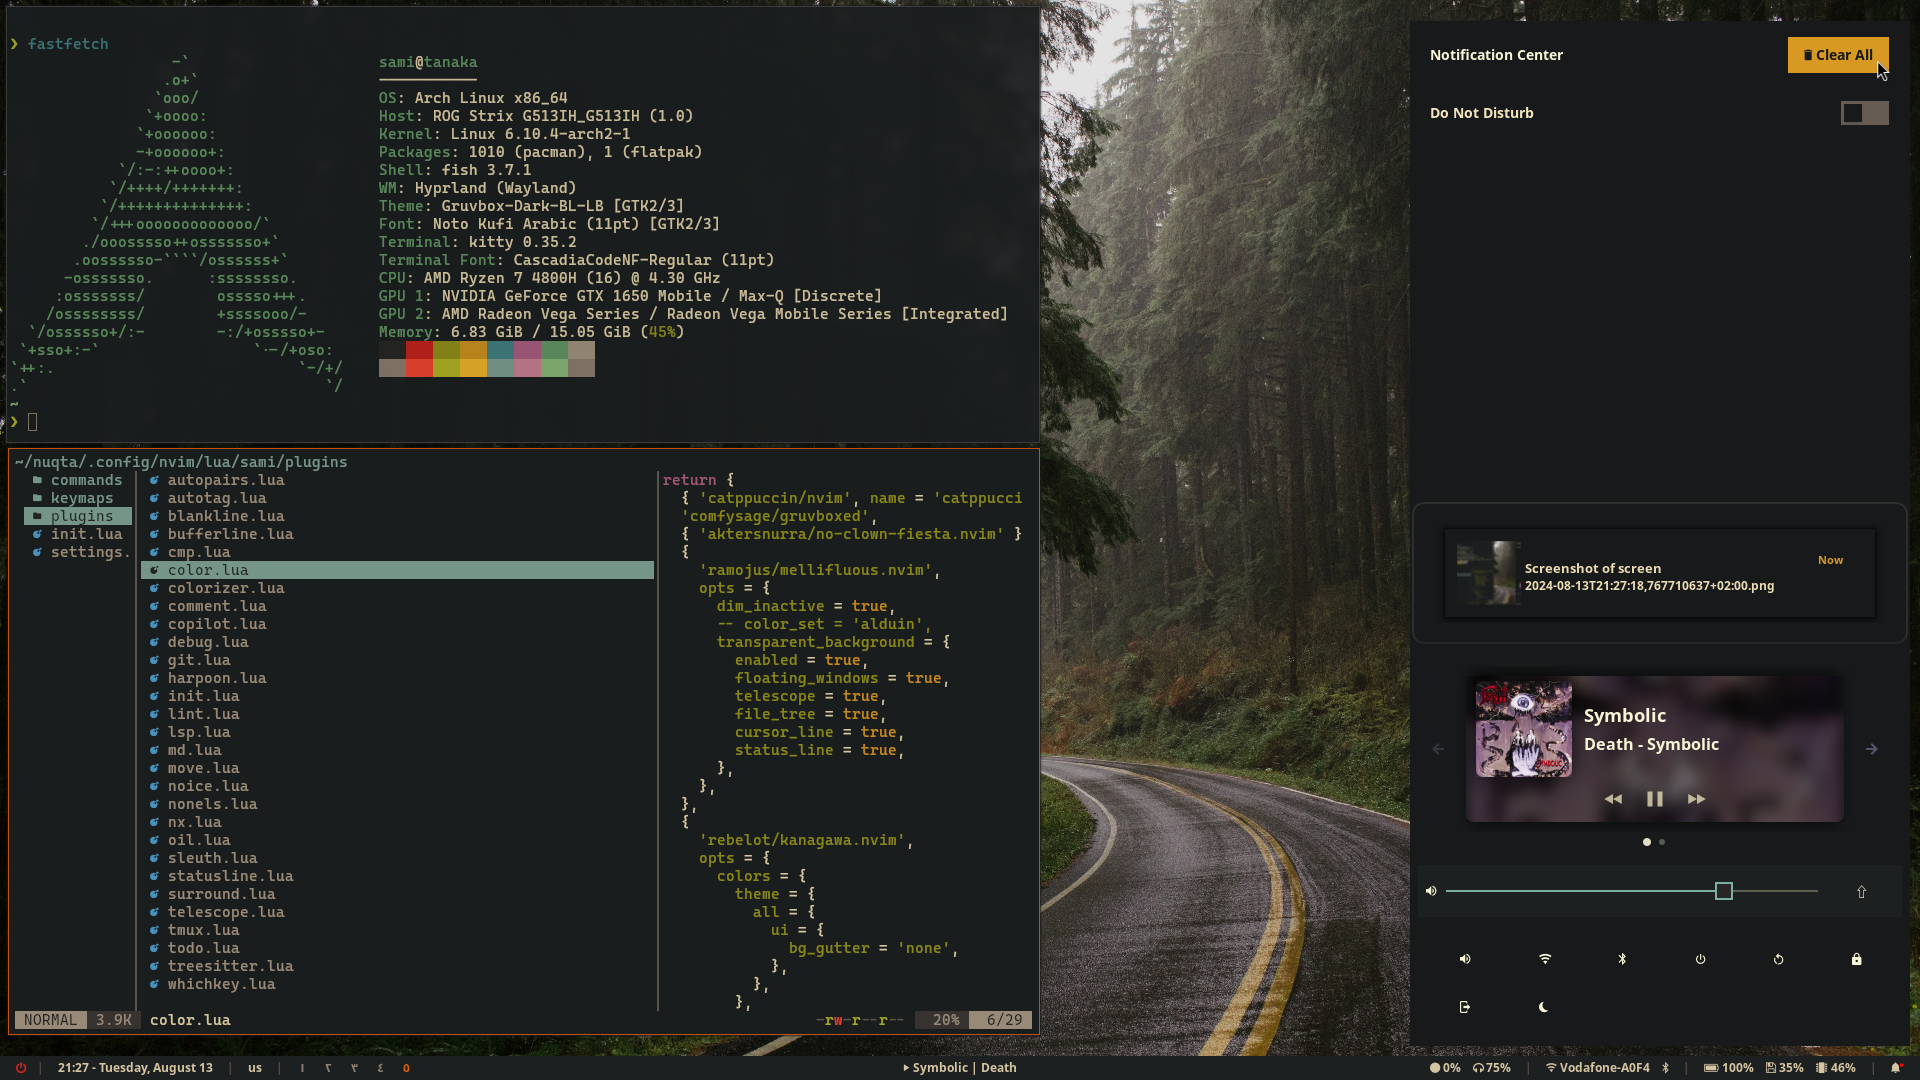 ❯ fastfetch
sami@tanaka
OS: Arch Linux x86_64
Host: ROG Strix G513IH_G513IH (1.0)
Kernel: Linux 6.10.4-arch2-1
Packages: 1010 (pacman), 1 (flatpak)
Shell: fish 3.7.1
WM: Hyprland (Wayland)
Theme: Gruvbox-Dark-BL-LB [GTK2/3]
Font: Noto Kufi Arabic (11pt) [GTK2/3]
Terminal: kitty 0.35.2
Terminal Font: CascadiaCodeNF-Regular (11pt)
CPU: AMD Ryzen 7 4800H (16) @ 4.30 GHz
GPU 1: NVIDIA GeForce GTX 1650 Mobile / Max-Q [Discrete]
GPU 2: AMD Radeon Vega Series / Radeon Vega Mobile Series [Integrated]
Memory: 6.83 GiB / 15.05 GiB (45%)
~
❯
~/nuqta/.config/nvim/lua/sami/plugins
commands
keymaps
plugins
init.lua
settings.
autopairs.lua
autotag.lua
blankline.lua
bufferline.lua
cmp.lua
color.lua
colorizer.lua
comment.lua
copilot.lua
debug.lua
git.lua
harpoon.lua
init.lua
lint.lua
lsp.lua
md.lua
move.lua
noice.lua
nonels.lua
nx.lua
oil.lua
sleuth.lua
statusline.lua
surround.lua
telescope.lua
tmux.lua
todo.lua
treesitter.lua
whichkey.lua
return {
{ 'catppuccin/nvim', name = 'catppucci
'comfysage/gruvboxed',
{ 'aktersnurra/no-clown-fiesta.nvim' }
{
'ramojus/mellifluous.nvim',
opts = {
dim_inactive = true,
-- color_set = 'alduin',
transparent_background = {
enabled = true,
floating_windows = true,
telescope = true,
file_tree = true,
cursor_line = true,
status_line = true,
},
},
},
{
'rebelot/kanagawa.nvim',
opts = {
colors = {
theme = {
all = {
ui = {
bg_gutter = 'none',
},
},
},
NORMAL 3.9K color.lua -rw-r--r-- 20% 6/29
Notification Center
Clear All
Do Not Disturb
Screenshot of screen
Now
2024-08-13T21:27:18,767710637+02:00.png
Symbolic
Death - Symbolic
21:27 - Tuesday, August 13 | us | ١ ٢ ٣ ٤ ٥
Symbolic | Death
0% 75% | Vodafone-A0F4 | 100% 35% 46%